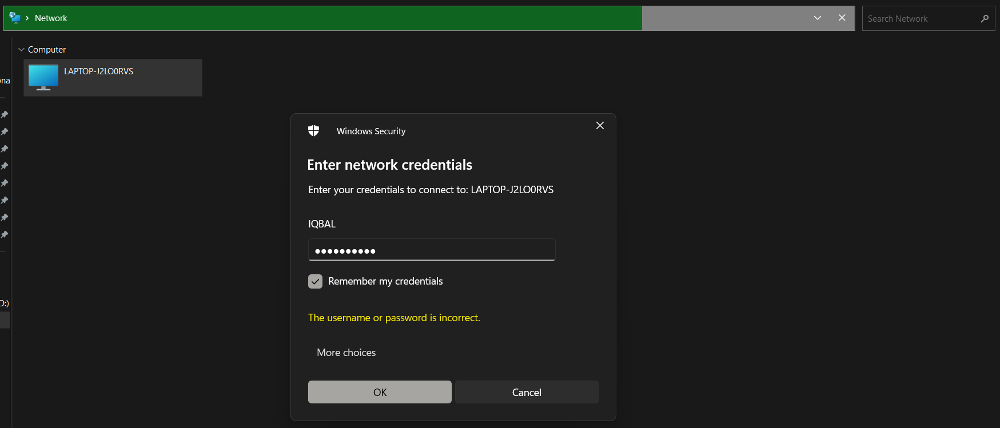 Network
Search Network
Computer
LAPTOP-J2LO0RVS
ona
D:)
Windows Security
Enter network credentials
Enter your credentials to connect to: LAPTOP-J2LO0RVS
IQBAL
••••••••••
Remember my credentials
The username or password is incorrect.
More choices
OK
Cancel